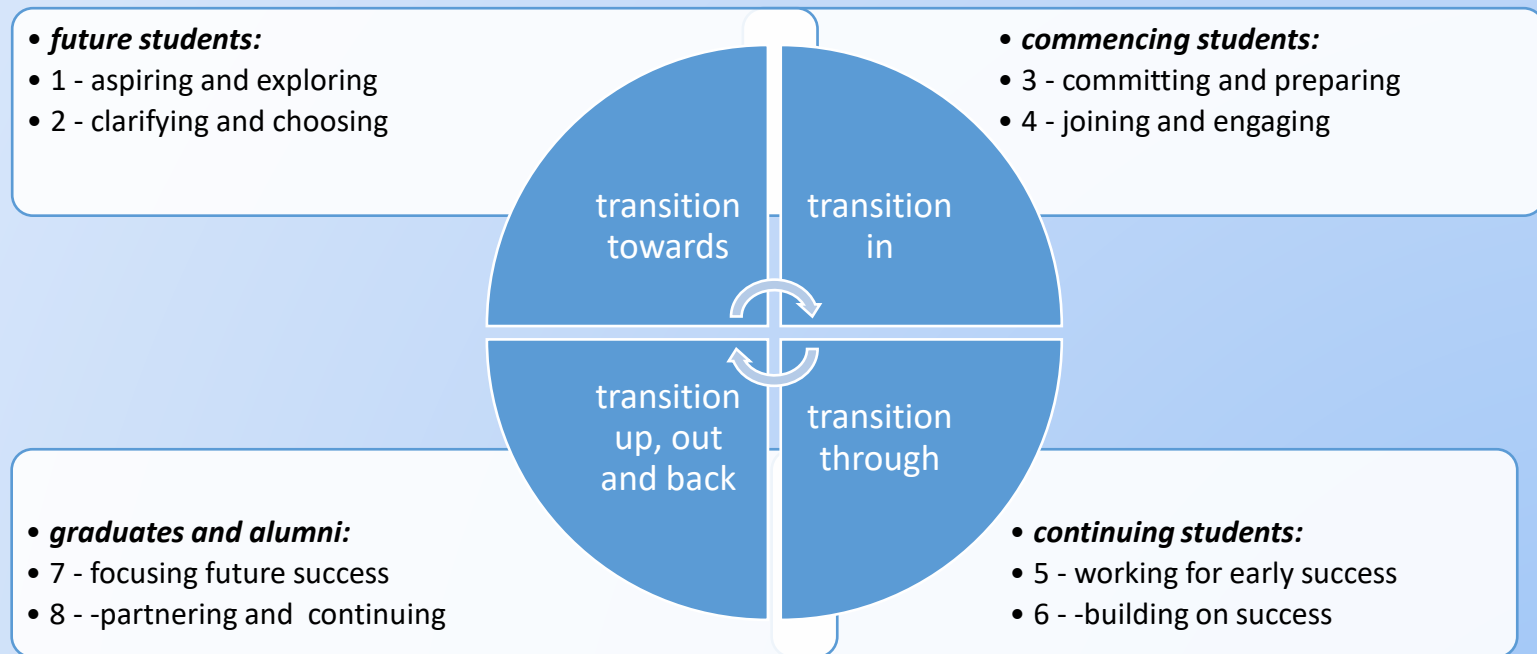 • future students:
• 1 - aspiring and exploring
• 2 - clarifying and choosing
• commencing students:
• 3 - committing and preparing
• 4 - joining and engaging
transition
towards
transition
in
transition
up, out
and back
transition
through
• graduates and alumni:
• 7 - focusing future success
• 8 - -partnering and  continuing
• continuing students:
• 5 - working for early success
• 6 - -building on success